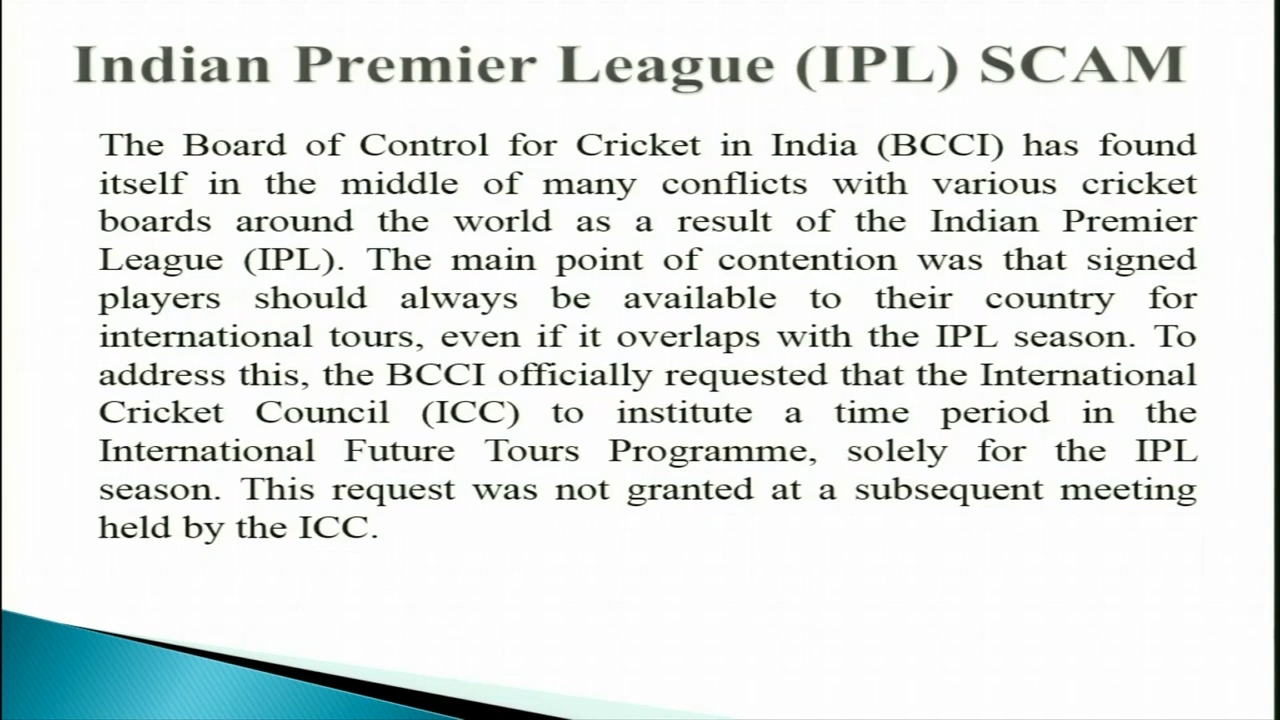 Indian Premier League (IPL) SCAM
The Board of Control for Cricket in India (BCCI) has found
itself in the middle of many conflicts with various cricket
boards around the world as a result of the Indian Premier
League (IPL). The main point of contention was that signed
players should always be available to their country for
international tours, even if it overlaps with the IPL season. To
address this, the BCCI officially requested that the International
Cricket Council (ICC) to institute a time period in the
International Future Tours Programme, solely for the IPL
season. This request was not granted at a subsequent meeting
held by the ICC.